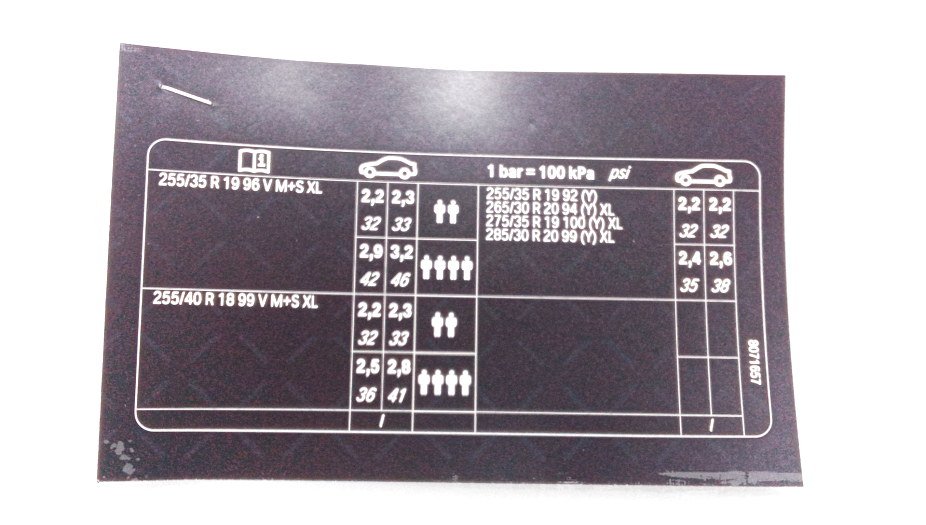 1 bar = 100 kPa psi
255/35 R 19 96 V M+S XL
2,2 2,3
32 33
2,9 3,2
42 46
255/40 R 18 99 V M+S XL
2,2 2,3
32 33
2,5 2,8
36 41
/
255/35 R 19 92 (Y)
265/30 R 20 94 (Y) XL
275/35 R 19 100 (Y) XL
285/30 R 20 99 (Y) XL
2,2 2,2
32 32
2,4 2,6
35 38
/
8071657